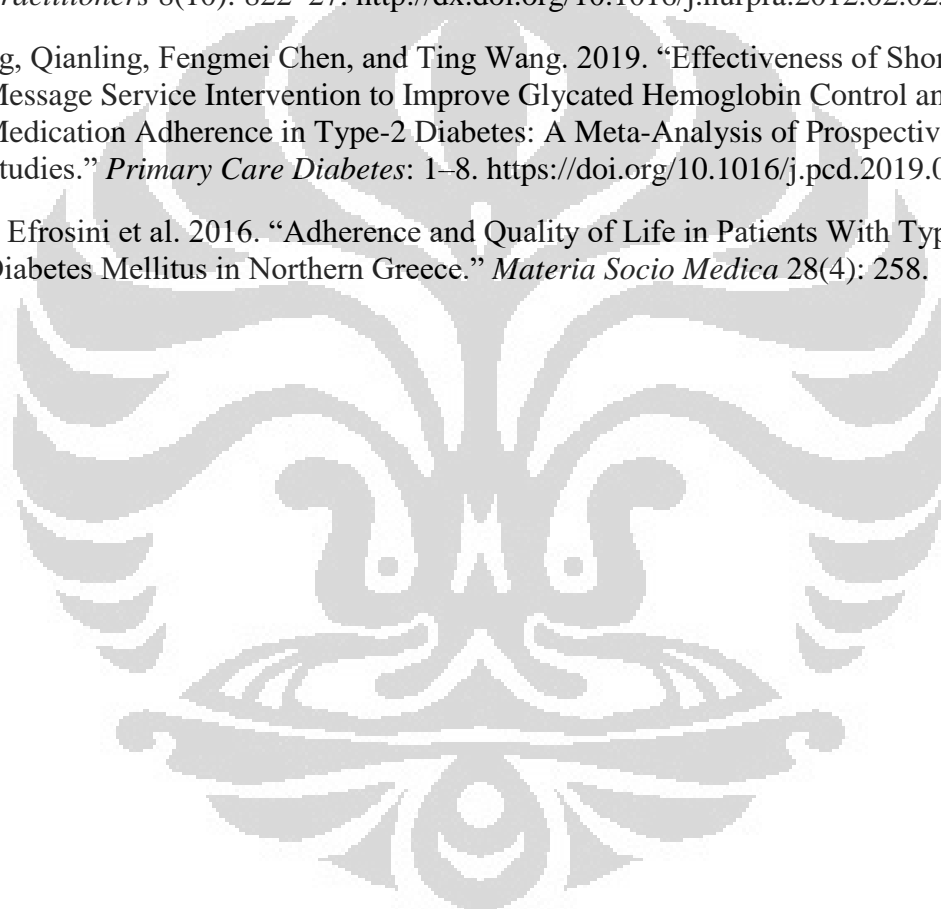 ractitioners 8(10): 822–27. http://dx.doi.org/10.1016/j.nurpra.2012.02.02
g, Qianling, Fengmei Chen, and Ting Wang. 2019. “Effectiveness of Shor
Message Service Intervention to Improve Glycated Hemoglobin Control an
Medication Adherence in Type-2 Diabetes: A Meta-Analysis of Prospectiv
tudies.” Primary Care Diabetes: 1–8. https://doi.org/10.1016/j.pcd.2019.0
Efrosini et al. 2016. “Adherence and Quality of Life in Patients With Typ
Diabetes Mellitus in Northern Greece.” Materia Socio Medica 28(4): 258.